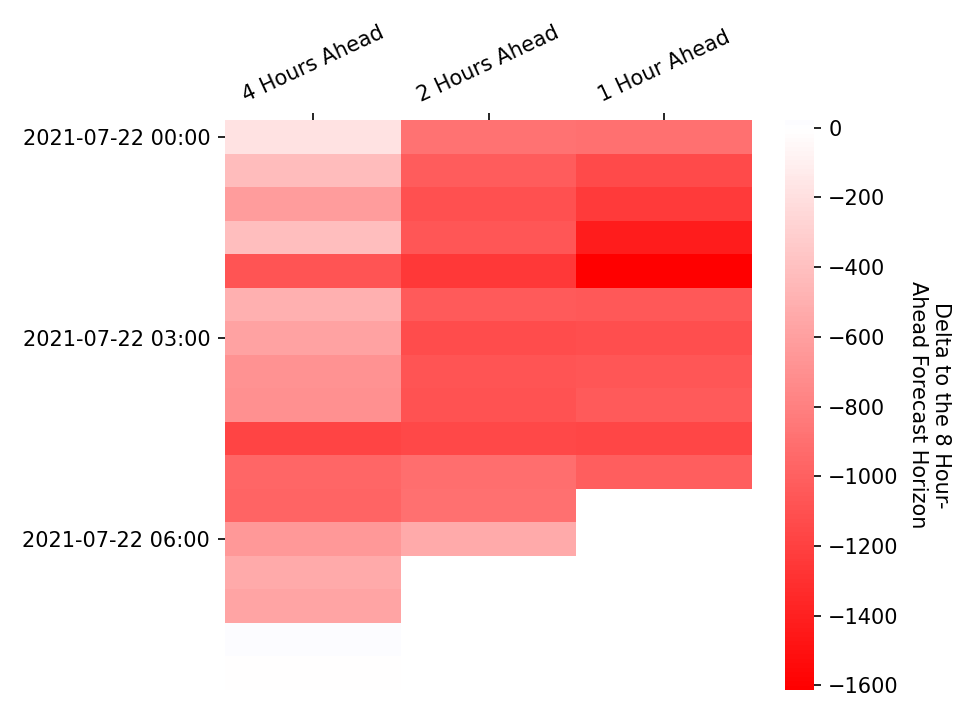 4 Hours Ahead
2 Hours Ahead
1 Hour Ahead
2021-07-22 00:00
2021-07-22 03:00
2021-07-22 06:00
0
−200
−400
−600
−800
−1000
−1200
−1400
−1600
Delta to the 8 Hour-
Ahead Forecast Horizon